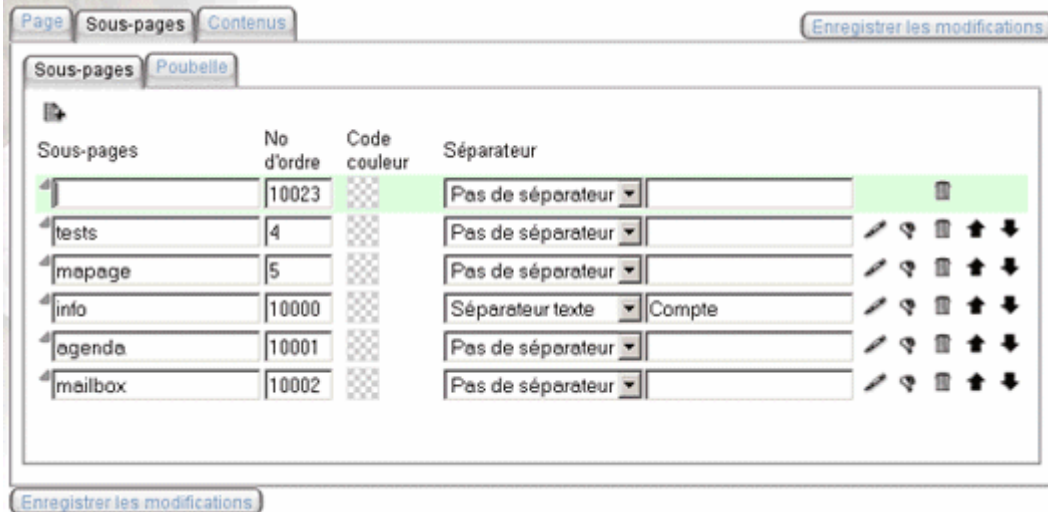 Page Sous-pages Contenus Enregistrer les modifications
Sous-pages Poubelle
No Code
Sous-pages d'ordre couleur Séparateur
10023 Pas de séparateur
tests 4 Pas de séparateur
mapage 5 Pas de séparateur
info 10000 Séparateur texte Compte
agenda 10001 Pas de séparateur
mailbox 10002 Pas de séparateur
Enregistrer les modifications